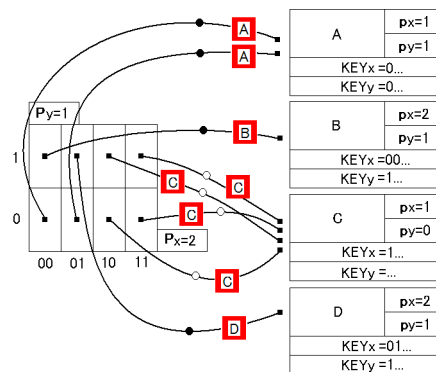 A
A
px=1
py=1
KEYx=0...
KEYy=0...
A
Py=1
B
B
px=2
py=1
KEYx=00...
KEYy=1...
1
C
C
C
C
px=1
py=0
KEYx=1...
KEYy=...
0
Px=2
00 01 10 11
C
D
D
px=2
py=1
KEYx=01...
KEYy=1...